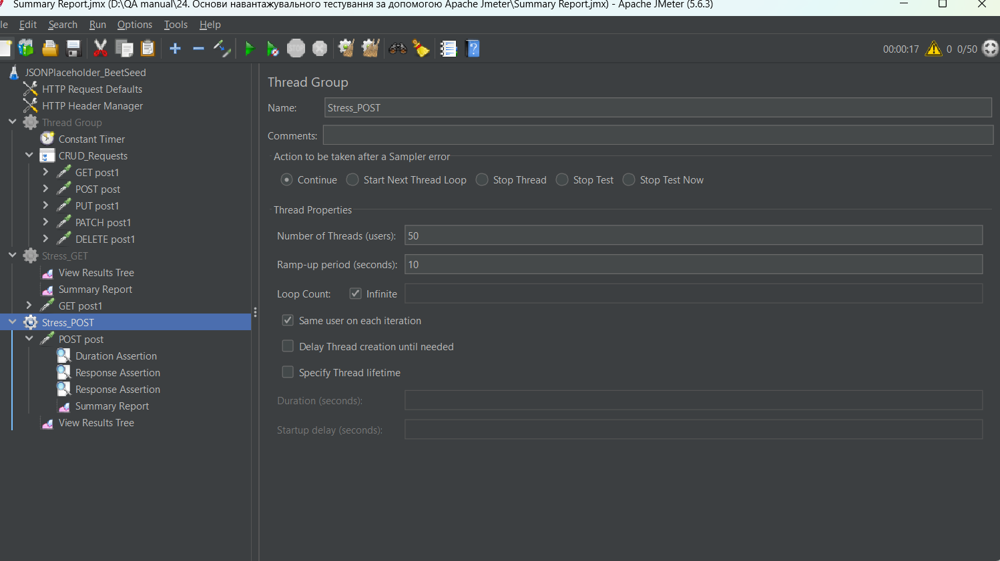 Summary Report.jmx (D:\QA manual\24. Основи навантажувального тестування за допомогою Apache Jmeter\Summary Report.jmx) - Apache JMeter (5.6.3)
le Edit Search Run Options Tools Help
STOP
00:00:17 0 0/50
JSONPlaceholder_BeetSeed
HTTP Request Defaults
HTTP Header Manager
Thread Group
Constant Timer
CRUD_Requests
GET post1
POST post
PUT post1
PATCH post1
DELETE post1
Stress_GET
View Results Tree
Summary Report
GET post1
Stress_POST
POST post
Duration Assertion
Response Assertion
Response Assertion
Summary Report
View Results Tree
Thread Group
Name: Stress_POST
Comments:
Action to be taken after a Sampler error
Continue Start Next Thread Loop Stop Thread Stop Test Stop Test Now
Thread Properties
Number of Threads (users): 50
Ramp-up period (seconds): 10
Loop Count: Infinite
Same user on each iteration
Delay Thread creation until needed
Specify Thread lifetime
Duration (seconds):
Startup delay (seconds):